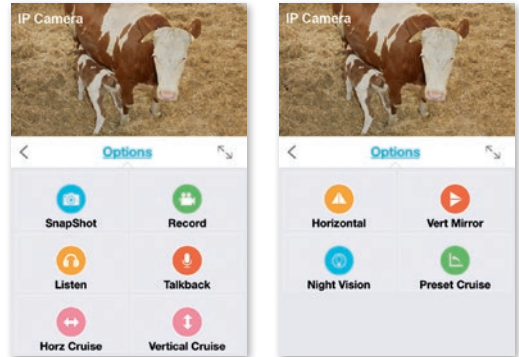 IP Camera
Options
SnapShot Record
Listen Talkback
Horz Cruise Vertical Cruise
IP Camera
Options
Horizontal Vert Mirror
Night Vision Preset Cruise